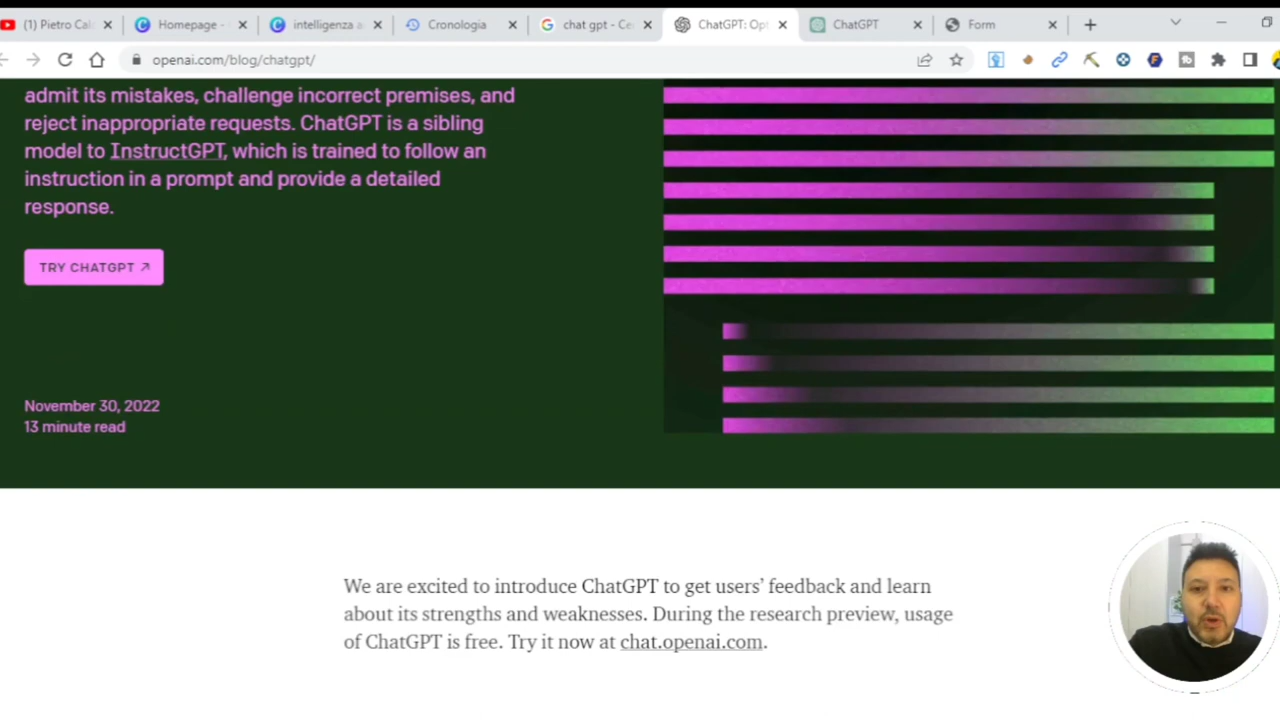 (1) Pietro Cal
Homepage -
intelligenza a
Cronologia
chat gpt - Ce
ChatGPT: Opt
ChatGPT
Form
openai.com/blog/chatgpt/
admit its mistakes, challenge incorrect premises, and
reject inappropriate requests. ChatGPT is a sibling
model to InstructGPT, which is trained to follow an
instruction in a prompt and provide a detailed
response.
TRY CHATGPT ↗
November 30, 2022
13 minute read
We are excited to introduce ChatGPT to get users’ feedback and learn
about its strengths and weaknesses. During the research preview, usage
of ChatGPT is free. Try it now at chat.openai.com.